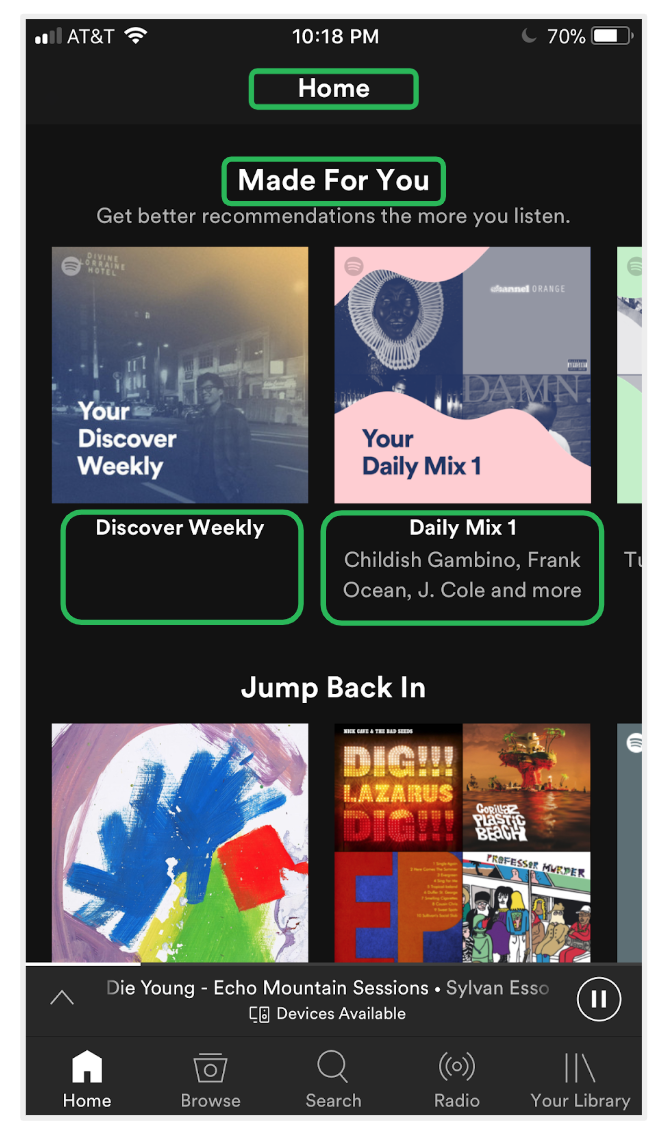 AT&T 10:18 PM 70%
Home
Made For You
Get better recommendations the more you listen.
DIVINE
LORRAINE
HOTEL
Your
Discover
Weekly
channel ORANGE
DAMN
Your
Daily Mix 1
Discover Weekly
Daily Mix 1
Childish Gambino, Frank
Ocean, J. Cole and more
Tu
Jump Back In
NICK CAVE & THE BAD SEEDS
DIG!!!
LAZARUS
DIG!!!
GORILLAZ
PLASTIC
BEACH
EP
PROFESSOR MURDER
Die Young - Echo Mountain Sessions • Sylvan Esso
Devices Available
Home Browse Search Radio Your Library